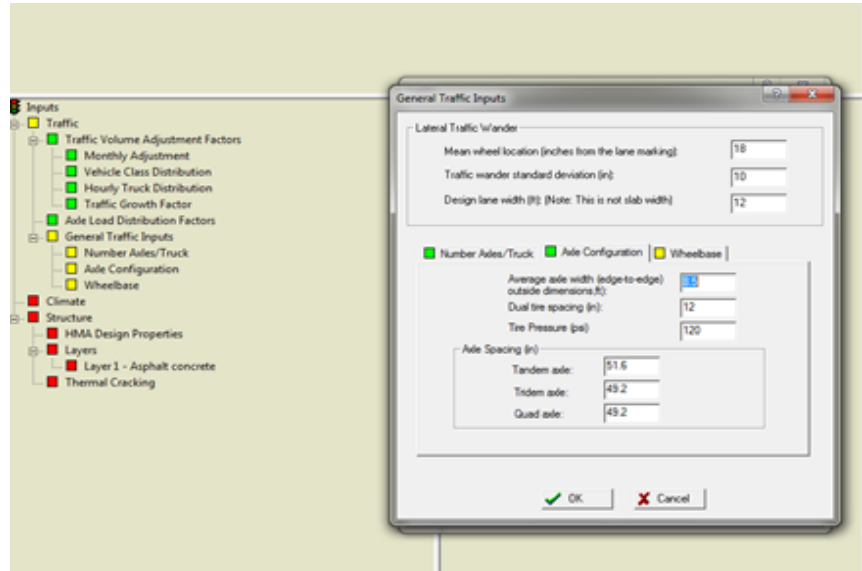 Inputs
Traffic
Traffic Volume Adjustment Factors
Monthly Adjustment
Vehicle Class Distribution
Hourly Truck Distribution
Traffic Growth Factor
Axle Load Distribution Factors
General Traffic Inputs
Number Axles/Truck
Axle Configuration
Wheelbase
Climate
Structure
HMA Design Properties
Layers
Layer 1 - Asphalt concrete
Thermal Cracking
General Traffic Inputs
Lateral Traffic Wander
Mean wheel location (inches from the lane marking): 18
Traffic wander standard deviation (in): 10
Design lane width (ft): (Note: This is not slab width) 12
Number Axles/Truck Axle Configuration Wheelbase
Average axle width (edge-to-edge)
outside dimensions,ft): 8.5
Dual tire spacing (in): 12
Tire Pressure (psi) 120
Axle Spacing (in)
Tandem axle: 51.6
Tridem axle: 49.2
Quad axle: 49.2
OK Cancel